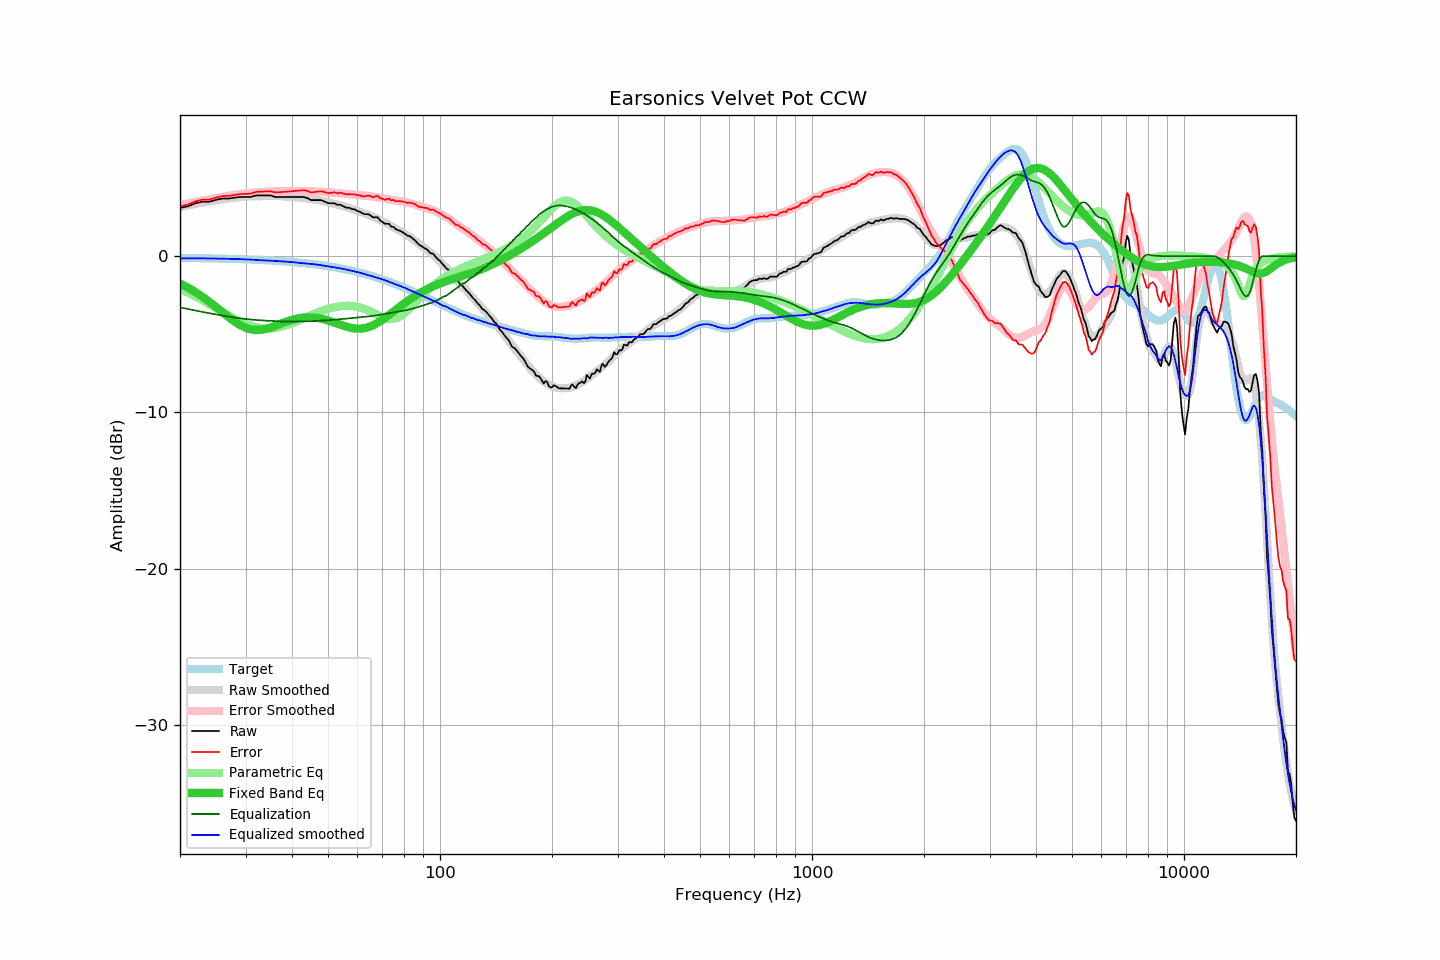 Earsonics Velvet Pot CCW
Amplitude (dBr)
0
−10
−20
−30
Target
Raw Smoothed
Error Smoothed
Raw
Error
Parametric Eq
Fixed Band Eq
Equalization
Equalized smoothed
100
1000
10000
Frequency (Hz)